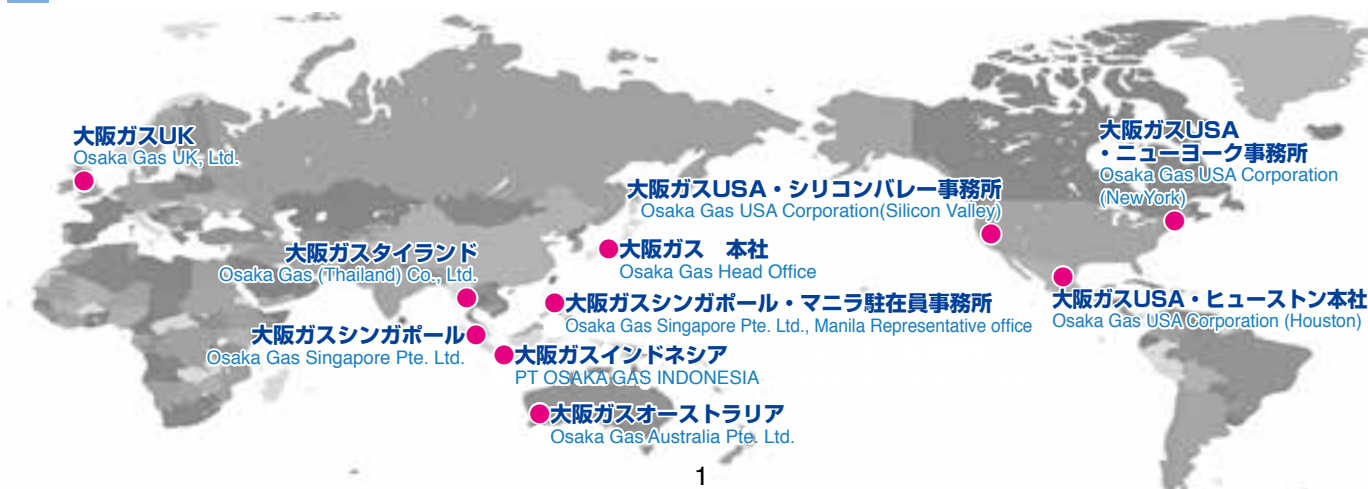 大阪ガスUK
Osaka Gas UK, Ltd.
大阪ガスUSA
・ニューヨーク事務所
Osaka Gas USA Corporation
(NewYork)
大阪ガスUSA・シリコンバレー事務所
Osaka Gas USA Corporation(Silicon Valley)
大阪ガスタイランド
Osaka Gas (Thailand) Co., Ltd.
大阪ガス 本社
Osaka Gas Head Office
大阪ガスシンガポール・マニラ駐在員事務所
Osaka Gas Singapore Pte. Ltd., Manila Representative office
大阪ガスUSA・ヒューストン本社
Osaka Gas USA Corporation (Houston)
大阪ガスシンガポール
Osaka Gas Singapore Pte. Ltd.
大阪ガスインドネシア
PT OSAKA GAS INDONESIA
大阪ガスオーストラリア
Osaka Gas Australia Pte. Ltd.
1